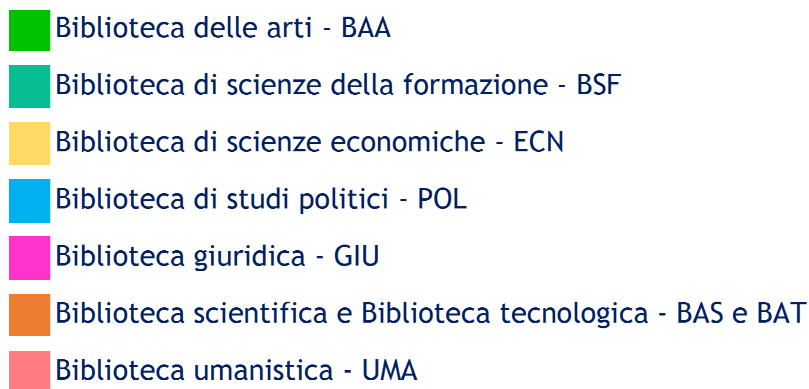 Biblioteca delle arti - BAA
Biblioteca di scienze della formazione - BSF
Biblioteca di scienze economiche - ECN
Biblioteca di studi politici - POL
Biblioteca giuridica - GIU
Biblioteca scientifica e Biblioteca tecnologica - BAS e BAT
Biblioteca umanistica - UMA